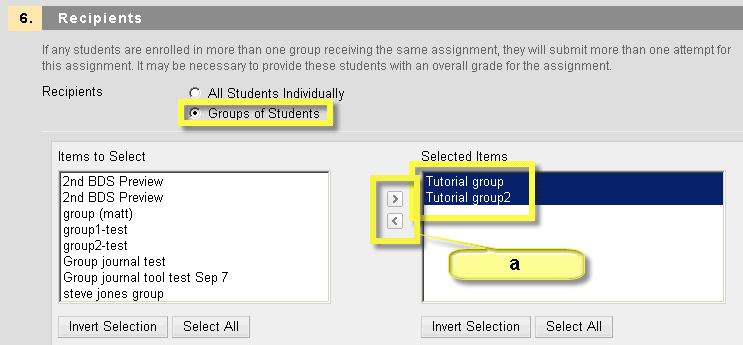 6. Recipients
If any students are enrolled in more than one group receiving the same assignment, they will submit more than one attempt for
this assignment. It may be necessary to provide these students with an overall grade for the assignment.
Recipients
All Students Individually
Groups of Students
Items to Select
2nd BDS Preview
2nd BDS Preview
group (matt)
group1-test
group2-test
Group journal test
Group journal tool test Sep 7
steve jones group
Invert Selection
Select All
>
<
Selected Items
Tutorial group
Tutorial group2
a
Invert Selection
Select All